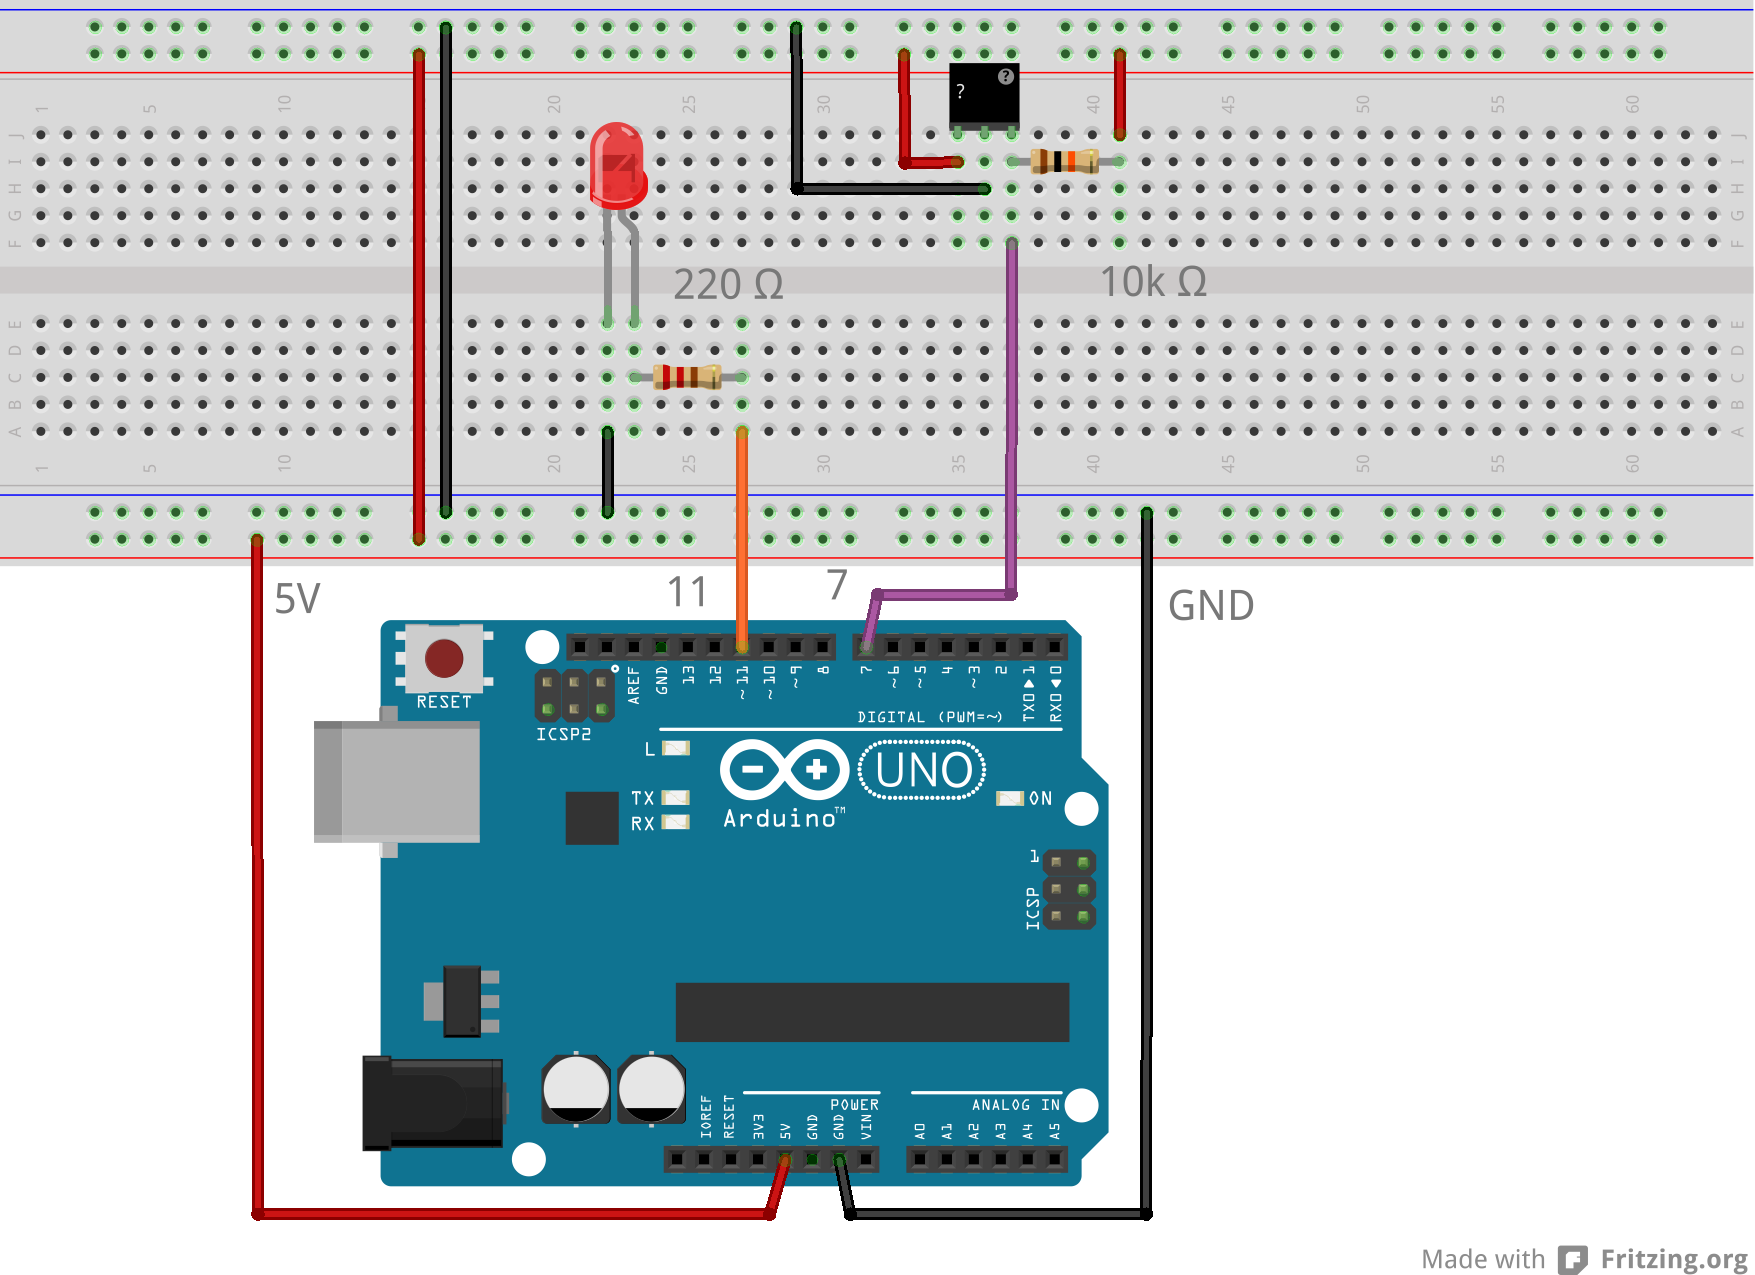 1 5 10 20 25 30 40 45 50 55 60
?
?
J J
I I
H H
G G
F F
220 Ω
10k Ω
E E
D D
C C
B B
A A
1 5 10 20 25 30 35 40 45 50 55 60
5V
11
7
GND
RESET
ICSP2
AREF GND 13 12 ~11 ~10 ~9 8 7 ~6 ~5 4 ~3 2 TX0▶1 RX0◀0
DIGITAL (PWM=~)
L
TX
RX
UNO
ON
Arduino™
1
ICSP
POWER
ANALOG IN
IOREF RESET 3V3 5V GND GND VIN A0 A1 A2 A3 A4 A5
Made with Fritzing.org